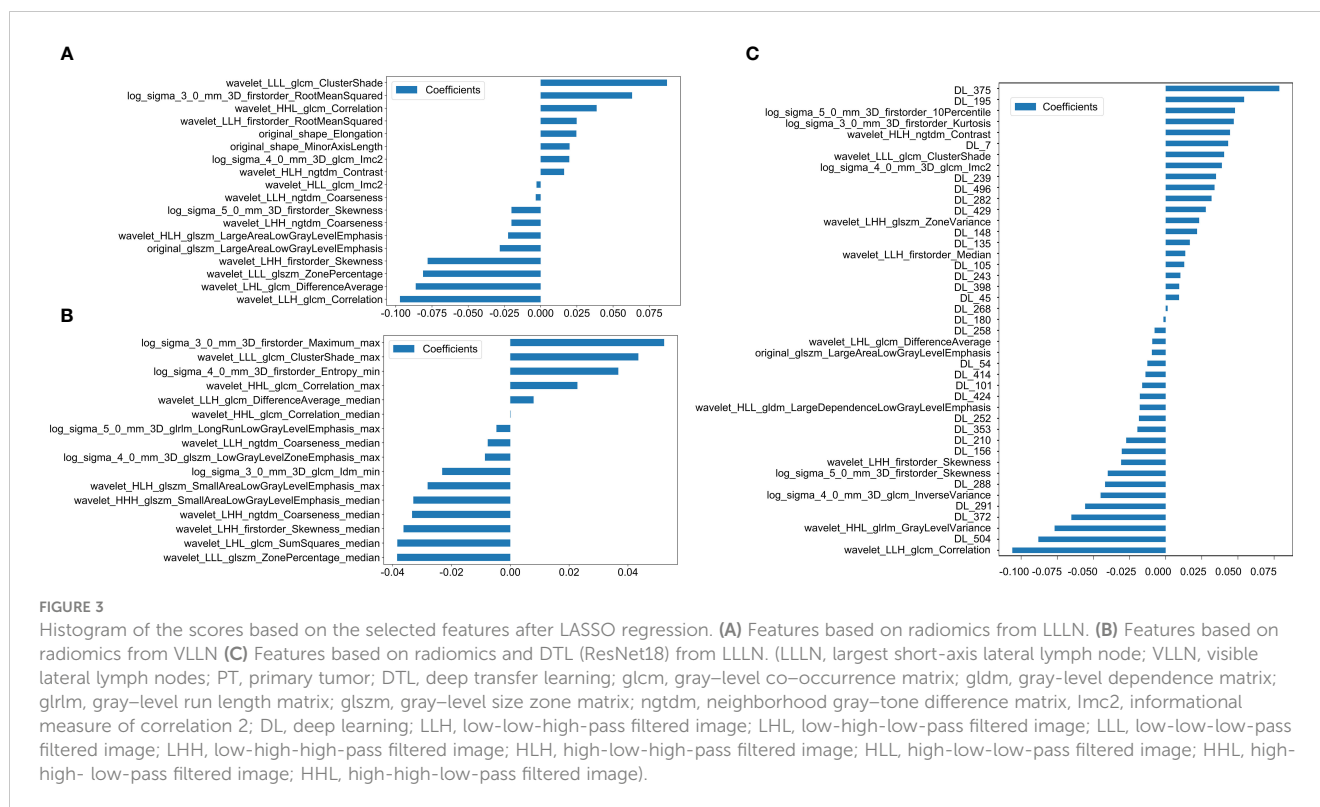 A
wavelet_LLL_glcm_ClusterShade
log_sigma_3_0_mm_3D_firstorder_RootMeanSquared
wavelet_HHL_glcm_Correlation
wavelet_LLH_firstorder_RootMeanSquared
original_shape_Elongation
original_shape_MinorAxisLength
log_sigma_4_0_mm_3D_glcm_Imc2
wavelet_HLH_ngtdm_Contrast
wavelet_HLL_glcm_Imc2
wavelet_LLH_ngtdm_Coarseness
log_sigma_5_0_mm_3D_firstorder_Skewness
wavelet_LHH_ngtdm_Coarseness
wavelet_HLH_glszm_LargeAreaLowGrayLevelEmphasis
original_glszm_LargeAreaLowGrayLevelEmphasis
wavelet_LHH_firstorder_Skewness
wavelet_LLL_glszm_ZonePercentage
wavelet_LHL_glcm_DifferenceAverage
wavelet_LLH_glcm_Correlation
Coefficients
-0.100 -0.075 -0.050 -0.025 0.000 0.025 0.050 0.075
B
log_sigma_3_0_mm_3D_firstorder_Maximum_max
wavelet_LLL_glcm_ClusterShade_max
log_sigma_4_0_mm_3D_firstorder_Entropy_min
wavelet_HHL_glcm_Correlation_max
wavelet_LLH_glcm_DifferenceAverage_median
wavelet_HHL_glcm_Correlation_median
log_sigma_5_0_mm_3D_glrlm_LongRunLowGrayLevelEmphasis_max
wavelet_LLH_ngtdm_Coarseness_median
log_sigma_4_0_mm_3D_glszm_LowGrayLevelZoneEmphasis_max
log_sigma_3_0_mm_3D_glcm_Idm_min
wavelet_HLH_glszm_SmallAreaLowGrayLevelEmphasis_max
wavelet_HHH_glszm_SmallAreaLowGrayLevelEmphasis_median
wavelet_LHH_ngtdm_Coarseness_median
wavelet_LHH_firstorder_Skewness_median
wavelet_LHL_glcm_SumSquares_median
wavelet_LLL_glszm_ZonePercentage_median
Coefficients
-0.04 -0.02 0.00 0.02 0.04
C
DL_375
DL_195
log_sigma_5_0_mm_3D_firstorder_10Percentile
log_sigma_3_0_mm_3D_firstorder_Kurtosis
wavelet_HLH_ngtdm_Contrast
DL_7
wavelet_LLL_glcm_ClusterShade
log_sigma_4_0_mm_3D_glcm_Imc2
DL_239
DL_496
DL_282
DL_429
wavelet_LHH_glszm_ZoneVariance
DL_148
DL_135
wavelet_LLH_firstorder_Median
DL_105
DL_243
DL_398
DL_45
DL_268
DL_180
DL_258
wavelet_LHL_glcm_DifferenceAverage
original_glszm_LargeAreaLowGrayLevelEmphasis
DL_54
DL_414
DL_101
DL_424
wavelet_HLL_gldm_LargeDependenceLowGrayLevelEmphasis
DL_252
DL_353
DL_210
DL_156
wavelet_LHH_firstorder_Skewness
log_sigma_5_0_mm_3D_firstorder_Skewness
DL_288
log_sigma_4_0_mm_3D_glcm_InverseVariance
DL_291
DL_372
wavelet_HHL_glrlm_GrayLevelVariance
DL_504
wavelet_LLH_glcm_Correlation
Coefficients
-0.100 -0.075 -0.050 -0.025 0.000 0.025 0.050 0.075
FIGURE 3
Histogram of the scores based on the selected features after LASSO regression. (A) Features based on radiomics from LLLN. (B) Features based on
radiomics from VLLN (C) Features based on radiomics and DTL (ResNet18) from LLLN. (LLLN, largest short-axis lateral lymph node; VLLN, visible
lateral lymph nodes; PT, primary tumor; DTL, deep transfer learning; glcm, gray–level co–occurrence matrix; gldm, gray-level dependence matrix;
glrlm, gray–level run length matrix; glszm, gray–level size zone matrix; ngtdm, neighborhood gray–tone difference matrix, Imc2, informational
measure of correlation 2; DL, deep learning; LLH, low-low-high-pass filtered image; LHL, low-high-low-pass filtered image; LLL, low-low-low-pass
filtered image; LHH, low-high-high-pass filtered image; HLH, high-low-high-pass filtered image; HLL, high-low-low-pass filtered image; HHL, high-
high- low-pass filtered image; HHL, high-high-low-pass filtered image).